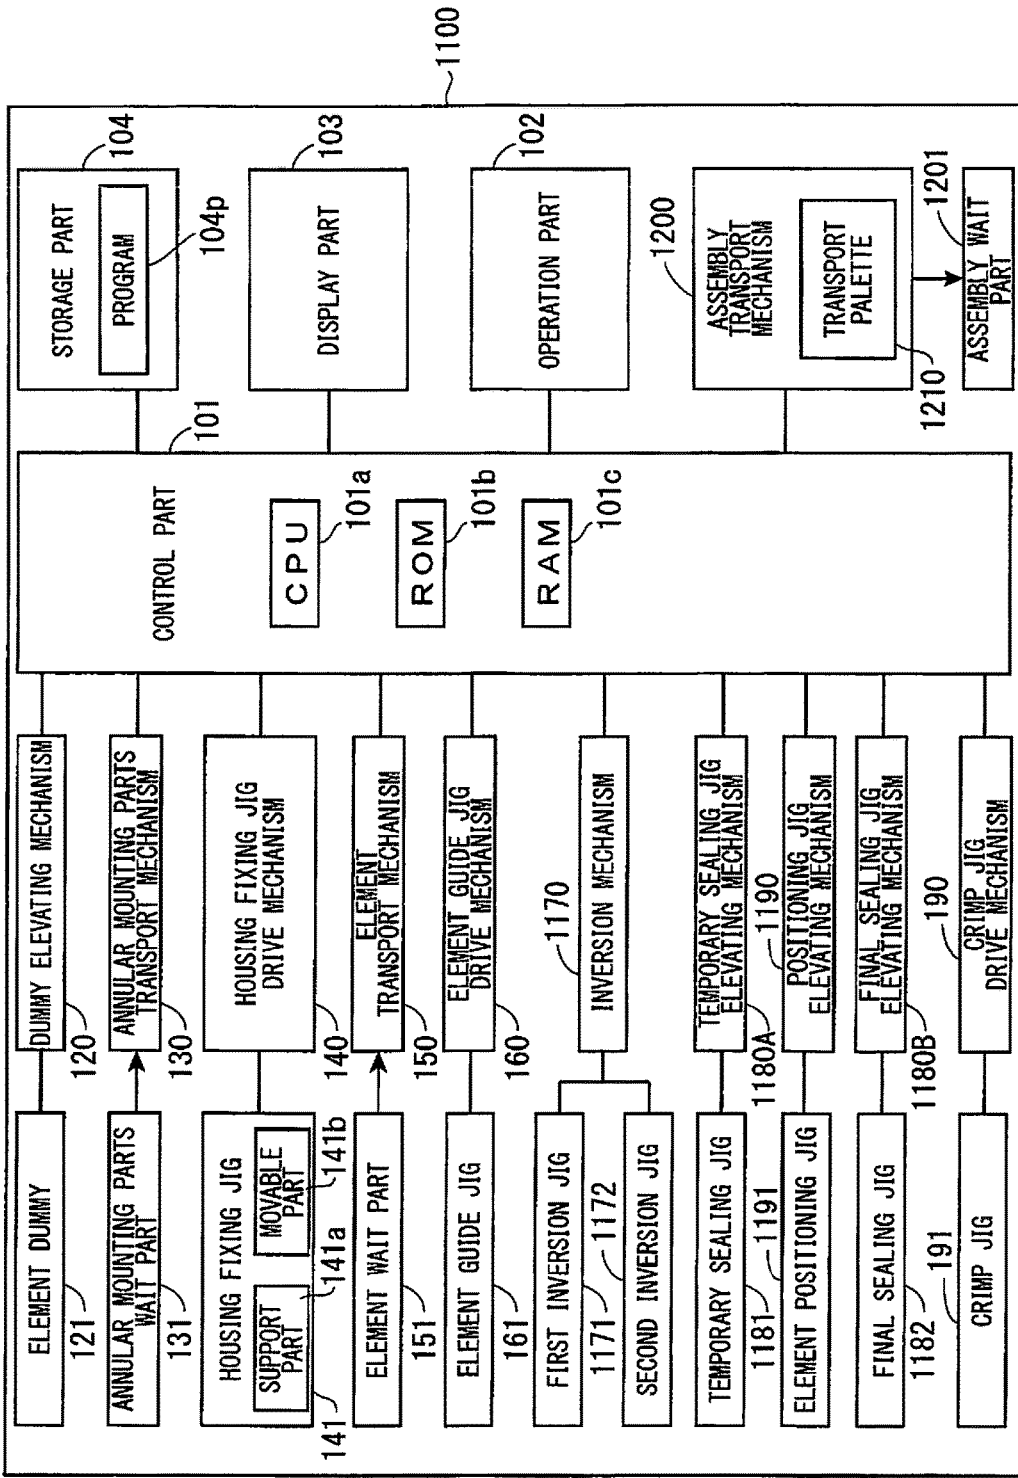 1100
ELEMENT DUMMY
121
DUMMY ELEVATING MECHANISM
120
ANNULAR MOUNTING PARTS
WAIT PART
131
ANNULAR MOUNTING PARTS
TRANSPORT MECHANISM
130
HOUSING FIXING JIG
SUPPORT
PART
141a
MOVABLE
PART
141b
141
HOUSING FIXING JIG
DRIVE MECHANISM
140
ELEMENT WAIT PART
151
ELEMENT
TRANSPORT MECHANISM
150
ELEMENT GUIDE JIG
161
ELEMENT GUIDE JIG
DRIVE MECHANISM
160
FIRST INVERSION JIG
1171
SECOND INVERSION JIG
1172
INVERSION MECHANISM
1170
TEMPORARY SEALING JIG
1181
TEMPORARY SEALING JIG
ELEVATING MECHANISM
1180A
ELEMENT POSITIONING JIG
1191
POSITIONING JIG
ELEVATING MECHANISM
1190
FINAL SEALING JIG
1182
FINAL SEALING JIG
ELEVATING MECHANISM
1180B
CRIMP JIG
191
CRIMP JIG
DRIVE MECHANISM
190
CONTROL PART
101
CPU
101a
ROM
101b
RAM
101c
STORAGE PART
104
PROGRAM
104p
DISPLAY PART
103
OPERATION PART
102
ASSEMBLY
TRANSPORT
MECHANISM
1200
TRANSPORT
PALETTE
1210
ASSEMBLY WAIT
PART
1201